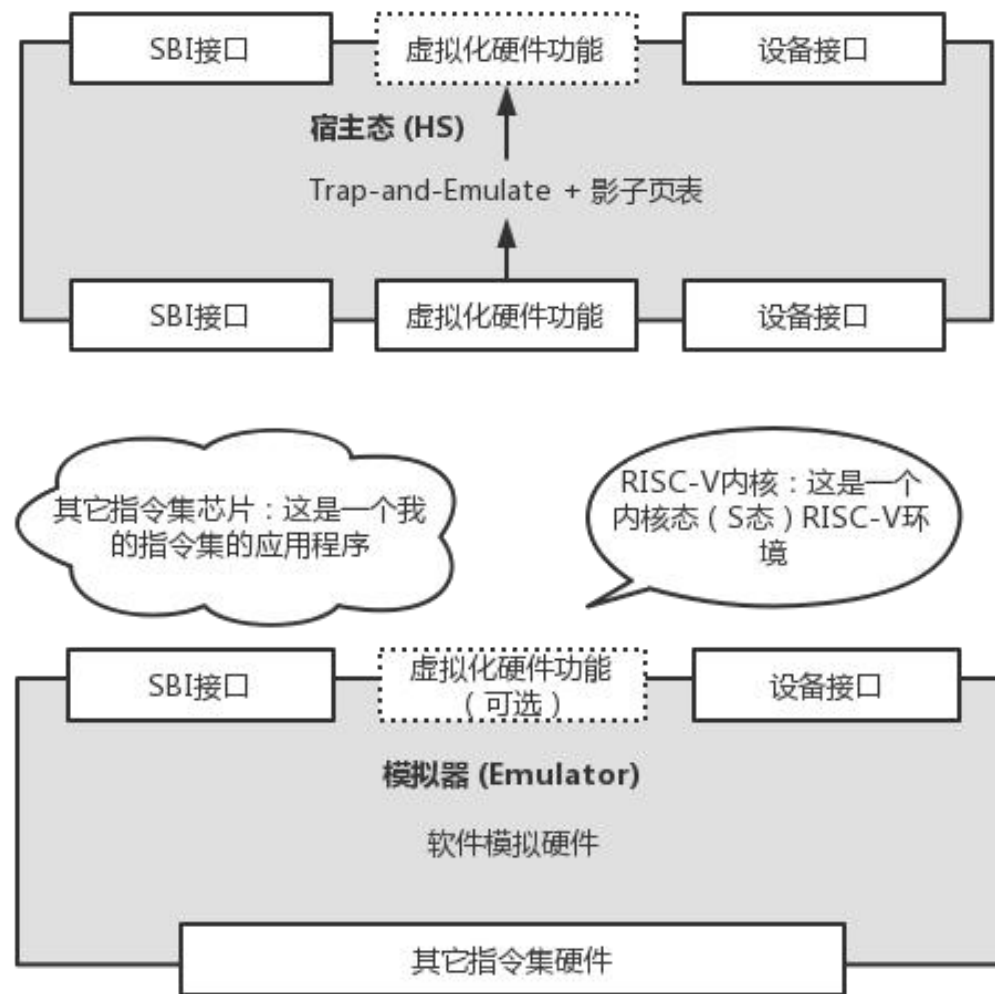 SBI接口
虚拟化硬件功能
设备接口
宿主态 (HS)
Trap-and-Emulate + 影子页表
SBI接口
虚拟化硬件功能
设备接口
其它指令集芯片：这是一个我
的指令集的应用程序
RISC-V内核：这是一个
内核态（S态）RISC-V环
境
SBI接口
虚拟化硬件功能
（可选）
设备接口
模拟器 (Emulator)
软件模拟硬件
其它指令集硬件